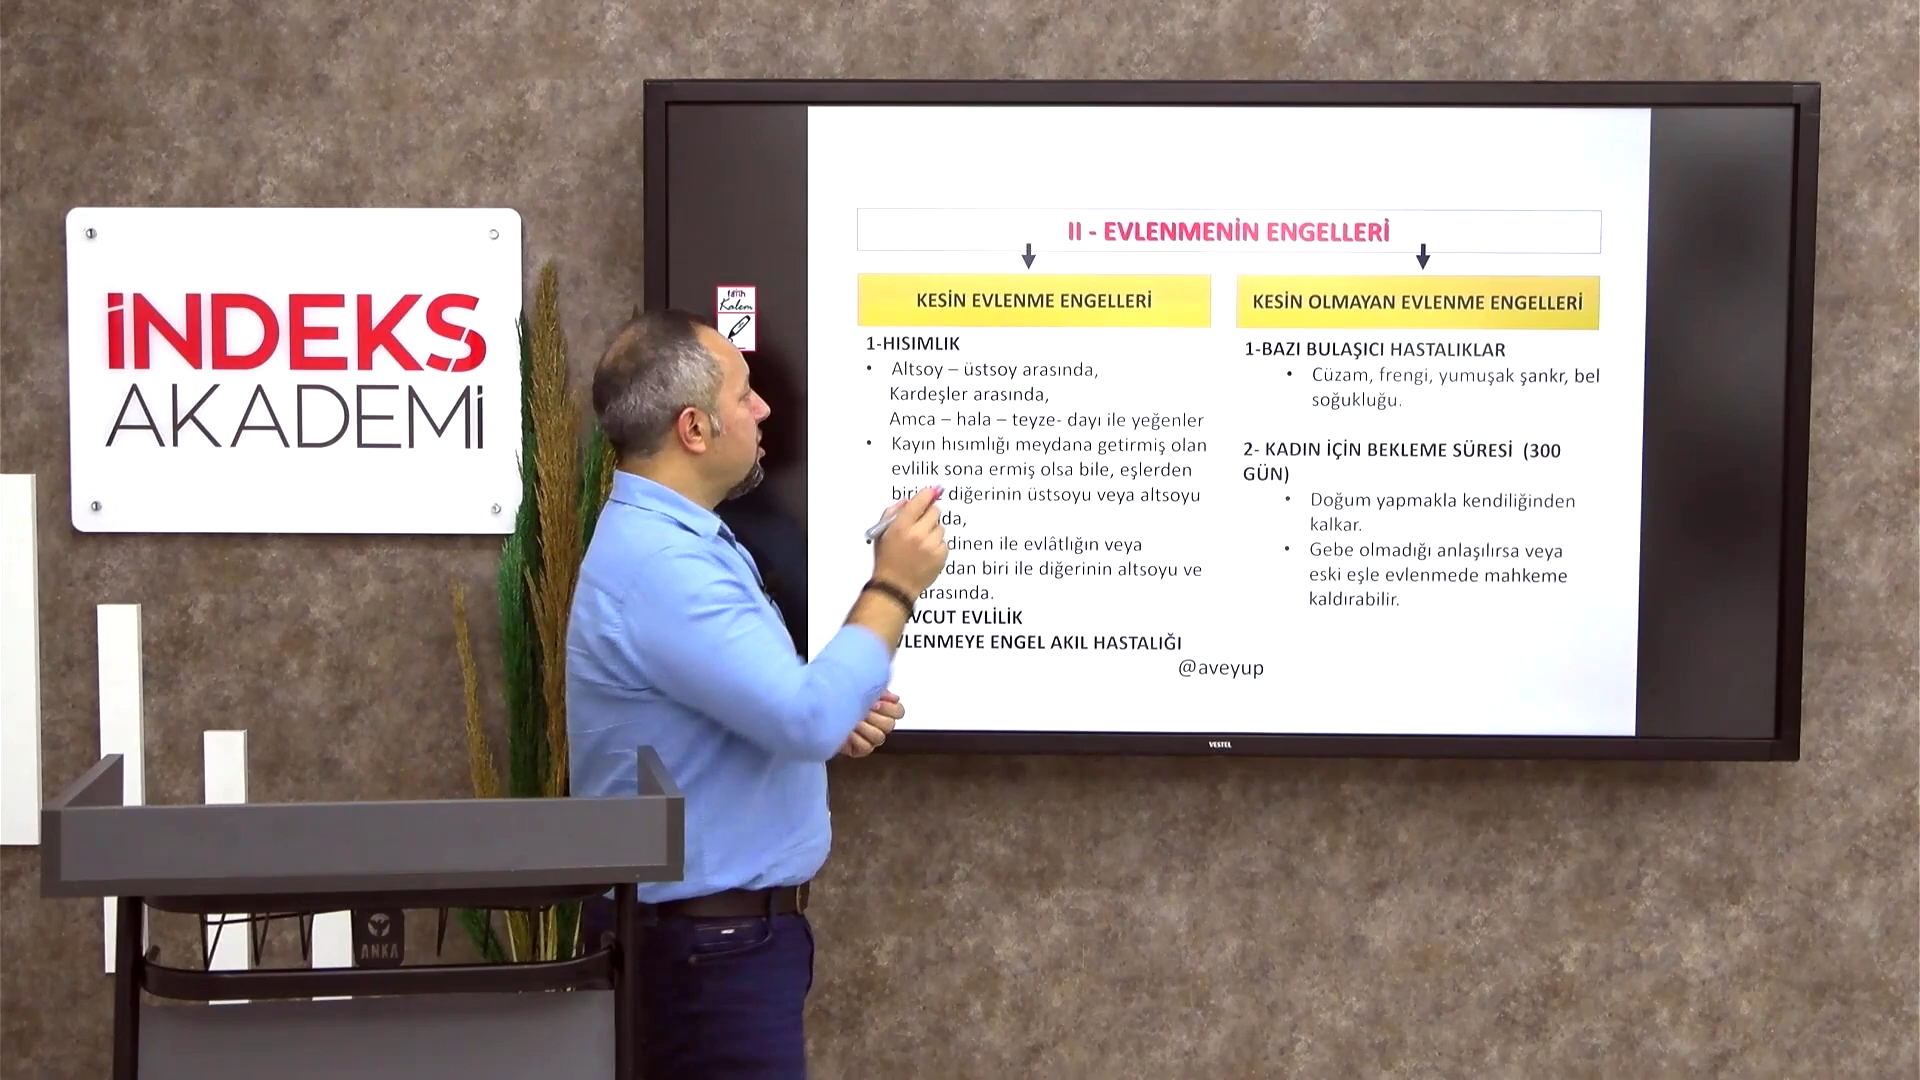 İNDEKS
AKADEMİ
Kalem
II - EVLENMENİN ENGELLERİ
KESİN EVLENME ENGELLERİ
1-HISIMLIK
• Altsoy – üstsoy arasında,
Kardeşler arasında,
Amca – hala – teyze- dayı ile yeğenler
• Kayın hısımlığı meydana getirmiş olan
evlilik sona ermiş olsa bile, eşlerden
biri diğerinin üstsoyu veya altsoyu
dinen ile evlâtlığın veya
dan biri ile diğerinin altsoyu ve
arasında.
VCUT EVLİLİK
VLENMEYE ENGEL AKIL HASTALIĞI
KESİN OLMAYAN EVLENME ENGELLERİ
1-BAZI BULAŞICI HASTALIKLAR
• Cüzam, frengi, yumuşak şankr, bel
soğukluğu.
2- KADIN İÇİN BEKLEME SÜRESİ (300
GÜN)
• Doğum yapmakla kendiliğinden
kalkar.
• Gebe olmadığı anlaşılırsa veya
eski eşle evlenmede mahkeme
kaldırabilir.
@aveyup
VESTEL
ANKA